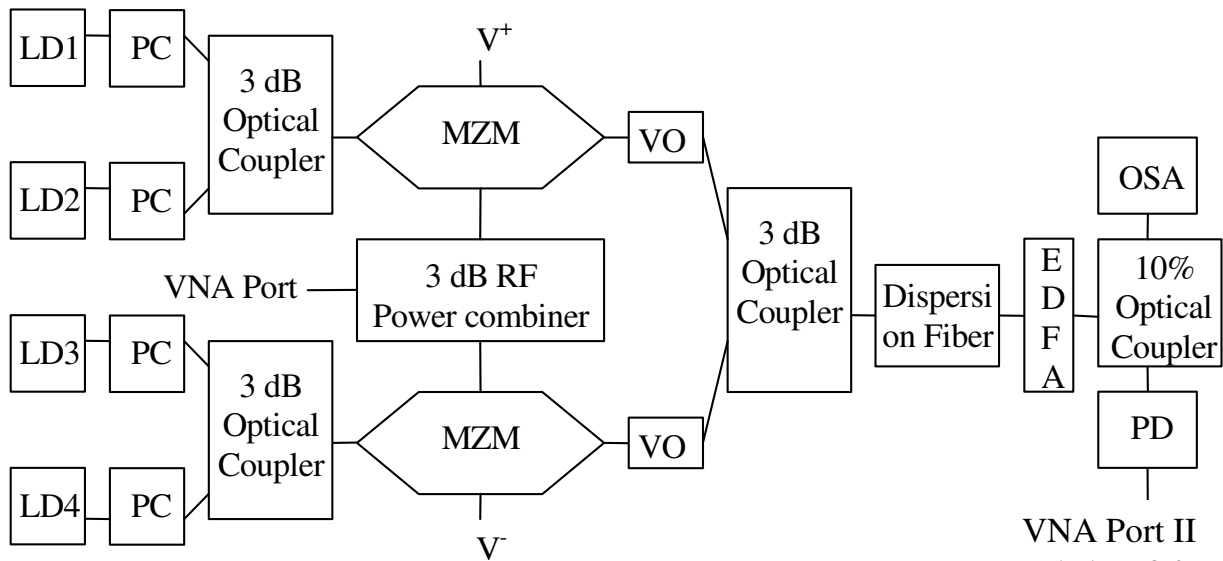 LD1
PC
3 dB
Optical
Coupler
V+
MZM
VO
LD2
PC
3 dB RF
Power combiner
VNA Port
LD3
PC
3 dB
Optical
Coupler
MZM
V-
VO
LD4
PC
3 dB
Optical
Coupler
Dispersi
on Fiber
E
D
F
A
OSA
10%
Optical
Coupler
PD
VNA Port II